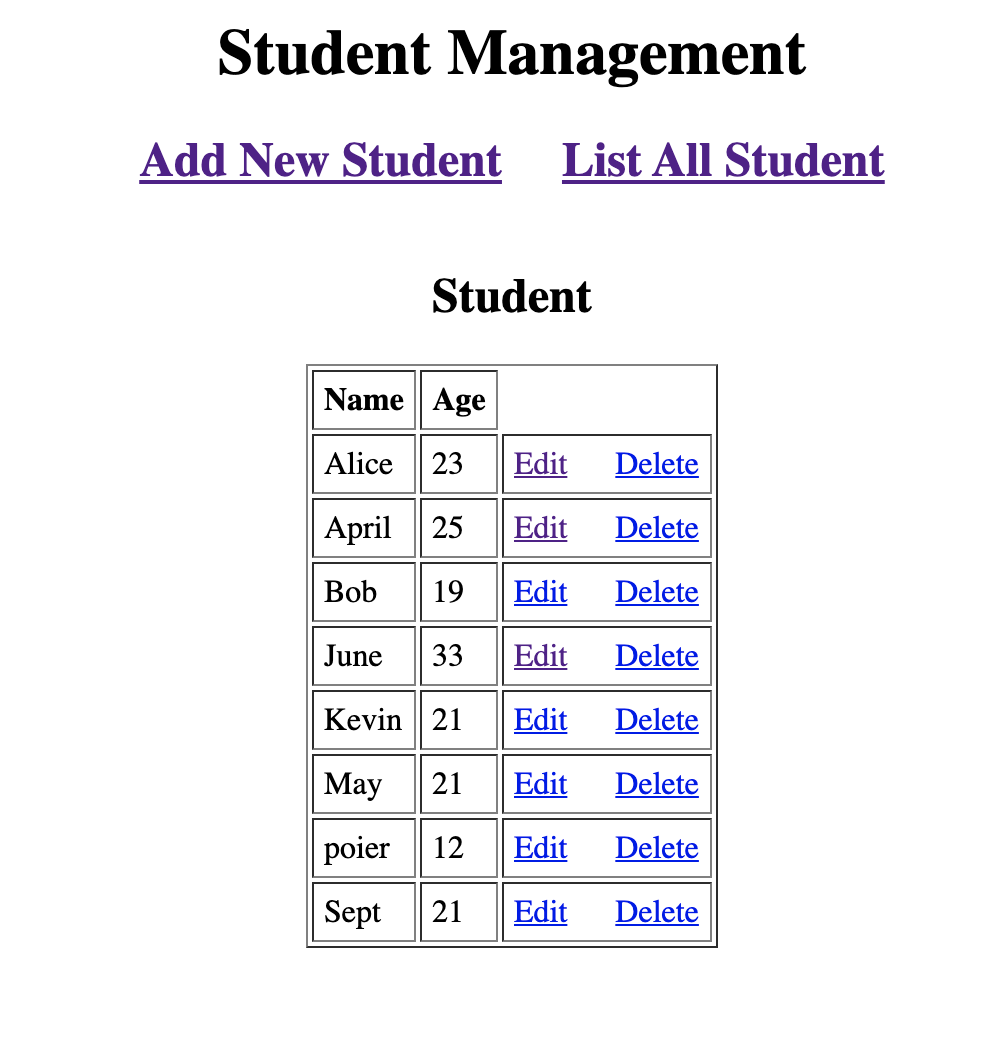 Student Management
Add New Student List All Student
Student
Name Age
Alice 23 Edit Delete
April 25 Edit Delete
Bob 19 Edit Delete
June 33 Edit Delete
Kevin 21 Edit Delete
May 21 Edit Delete
poier 12 Edit Delete
Sept 21 Edit Delete